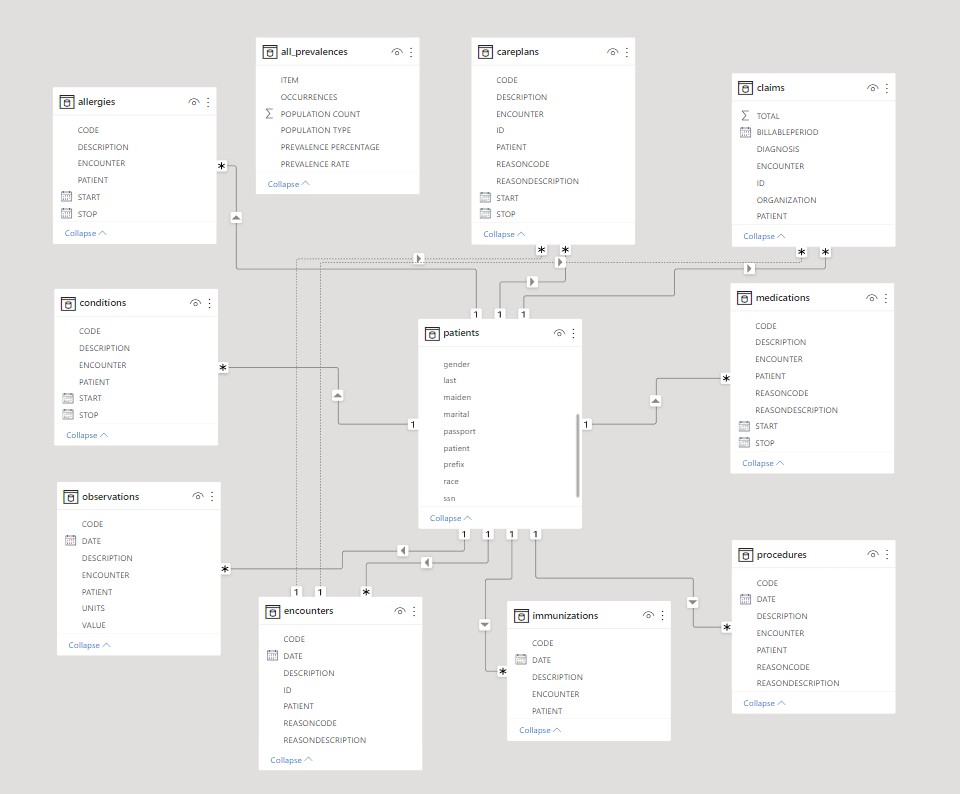 all_prevalences
ITEM
OCCURRENCES
POPULATION COUNT
POPULATION TYPE
PREVALENCE PERCENTAGE
PREVALENCE RATE
Collapse
careplans
CODE
DESCRIPTION
ENCOUNTER
ID
PATIENT
REASONCODE
REASONDESCRIPTION
START
STOP
Collapse
claims
TOTAL
BILLABLEPERIOD
DIAGNOSIS
ENCOUNTER
ID
ORGANIZATION
PATIENT
Collapse
allergies
CODE
DESCRIPTION
ENCOUNTER
PATIENT
START
STOP
Collapse
conditions
CODE
DESCRIPTION
ENCOUNTER
PATIENT
START
STOP
Collapse
patients
gender
last
maiden
marital
passport
patient
prefix
race
ssn
Collapse
medications
CODE
DESCRIPTION
ENCOUNTER
PATIENT
REASONCODE
REASONDESCRIPTION
START
STOP
Collapse
observations
CODE
DATE
DESCRIPTION
ENCOUNTER
PATIENT
UNITS
VALUE
Collapse
encounters
CODE
DATE
DESCRIPTION
ID
PATIENT
REASONCODE
REASONDESCRIPTION
Collapse
immunizations
CODE
DATE
DESCRIPTION
ENCOUNTER
PATIENT
Collapse
procedures
CODE
DATE
DESCRIPTION
ENCOUNTER
PATIENT
REASONCODE
REASONDESCRIPTION
Collapse
*
* *
* *
1 1 1
*
1
1
*
1 1 1 1
*
1 1 *
*
*